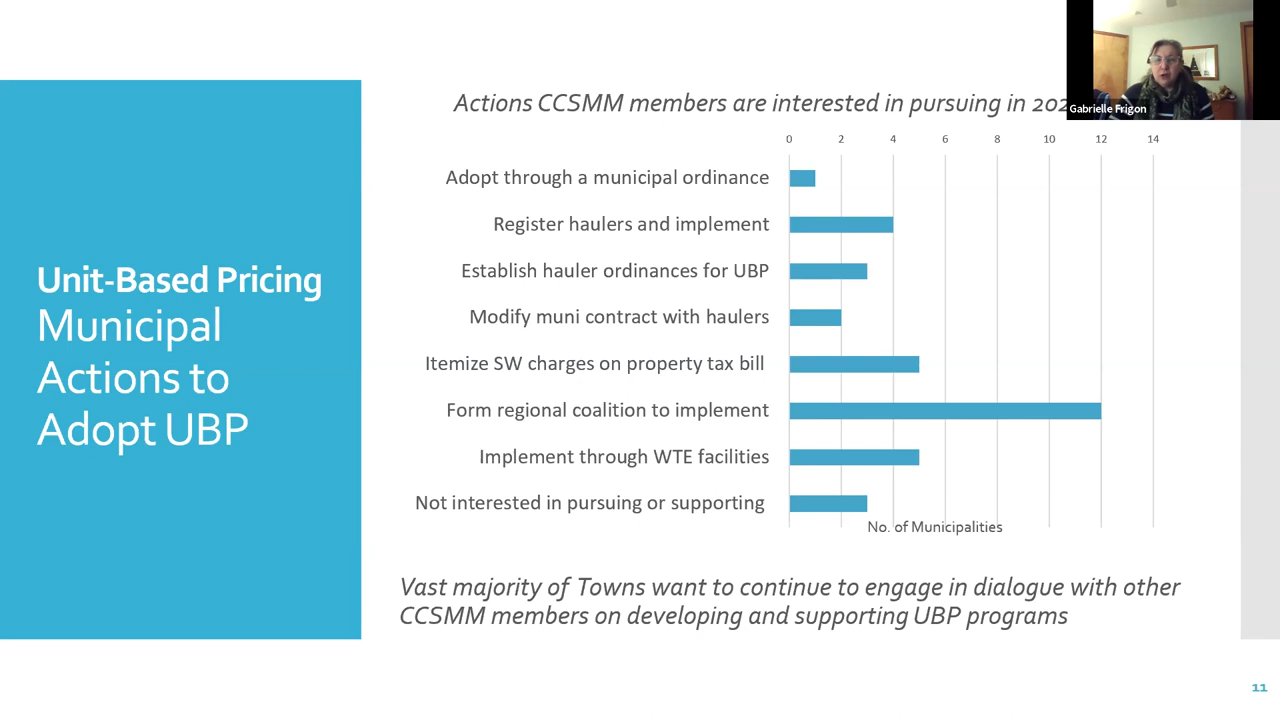 Actions CCSMM members are interested in pursuing in
Gabrielle Frigon
0 2 4 6 8 10 12 14
Adopt through a municipal ordinance
Register haulers and implement
Establish hauler ordinances for UBP
Modify muni contract with haulers
Itemize SW charges on property tax bill
Form regional coalition to implement
Implement through WTE facilities
Not interested in pursuing or supporting
No. of Municipalities
Unit-Based Pricing
Municipal
Actions to
Adopt UBP
Vast majority of Towns want to continue to engage in dialogue with other
CCSMM members on developing and supporting UBP programs
11